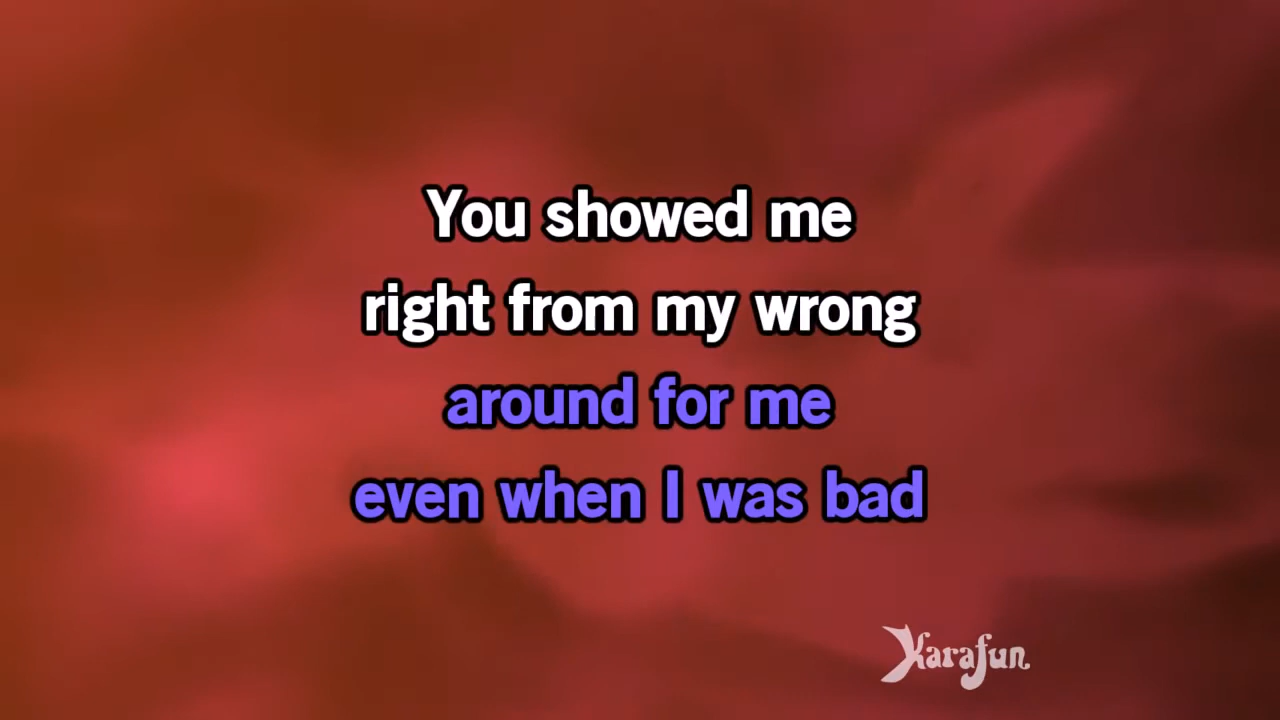 You showed me
right from my wrong
around for me
even when I was bad
Karafun